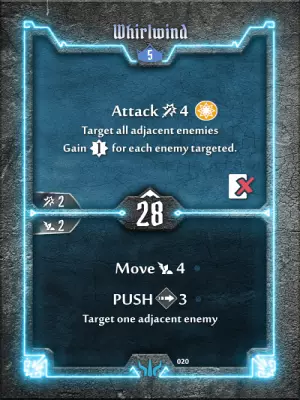 Whirlwind
5
Attack 4
Target all adjacent enemies
Gain 1 for each enemy targeted.
2
28
2
Move 4
PUSH 3
Target one adjacent enemy
020